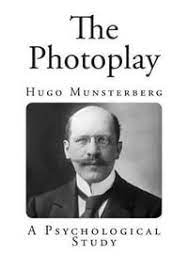 The
Photoplay
HUGO MUNSTERBERG
A PSYCHOLOGICAL
STUDY